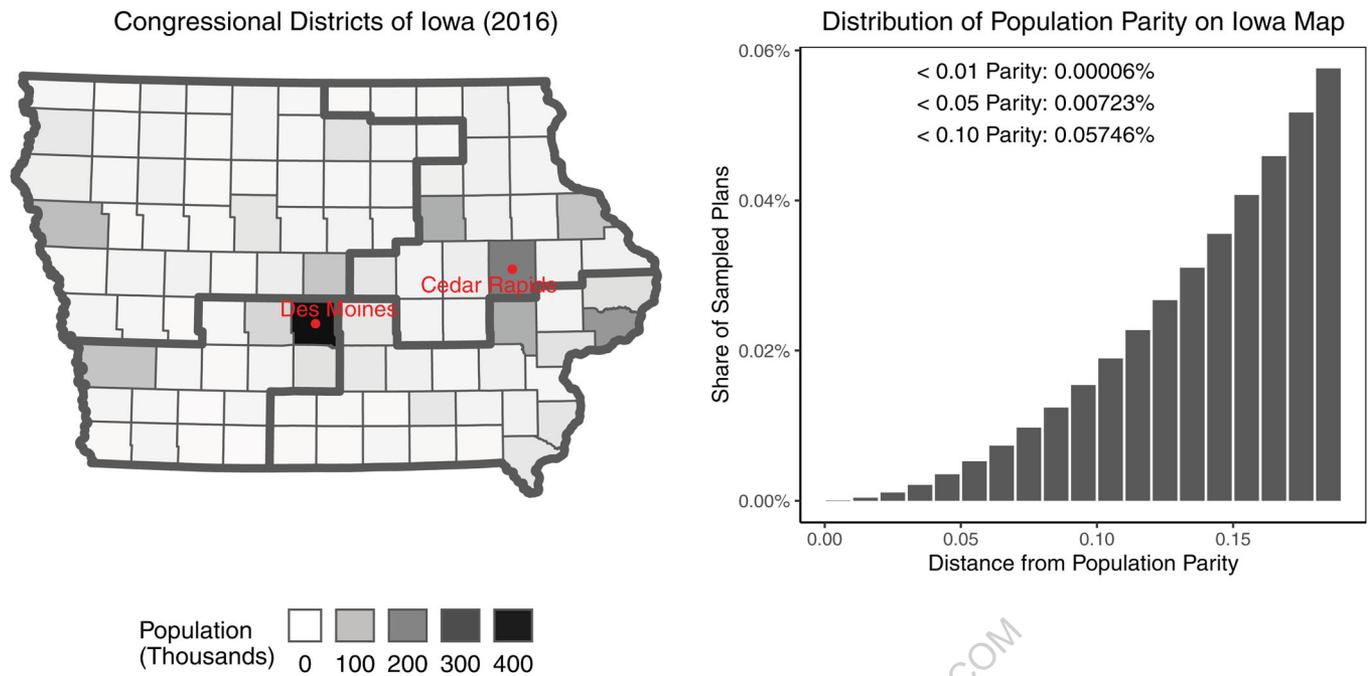 Congressional Districts of Iowa (2016)
Cedar Rapids
Des Moines
Population
(Thousands)
0 100 200 300 400
Distribution of Population Parity on Iowa Map
< 0.01 Parity: 0.00006%
< 0.05 Parity: 0.00723%
< 0.10 Parity: 0.05746%
Share of Sampled Plans
0.06%
0.04%
0.02%
0.00%
0.00 0.05 0.10 0.15
Distance from Population Parity
.COM